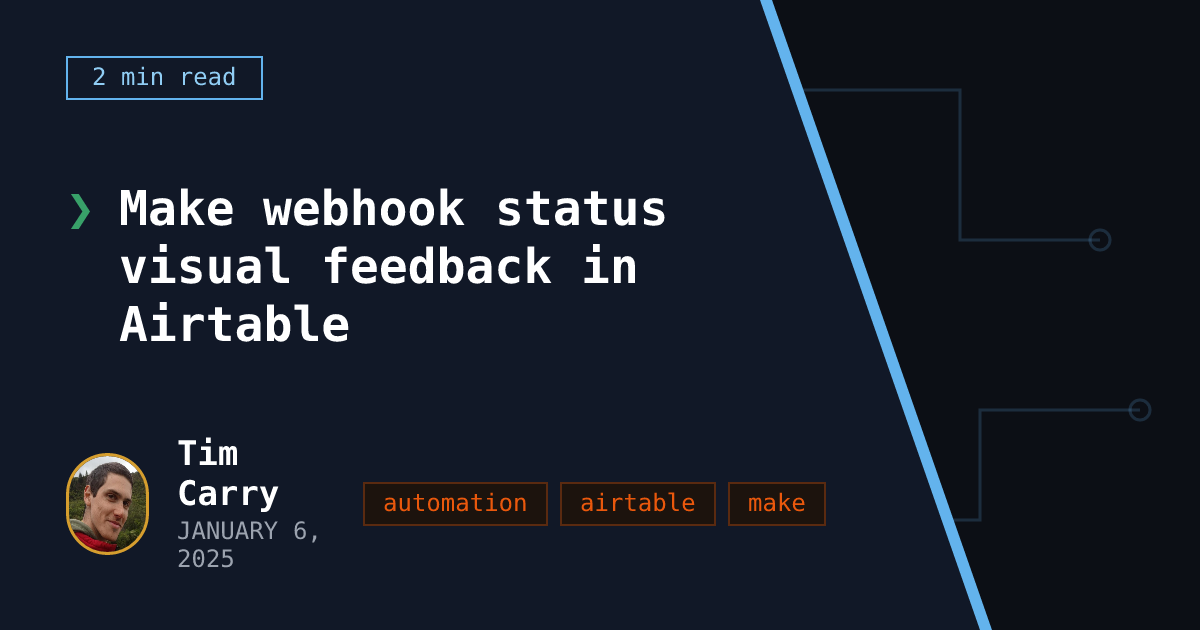 2 min read
❯ Make webhook status
visual feedback in
Airtable
Tim
Carry
JANUARY 6,
2025
automation airtable make